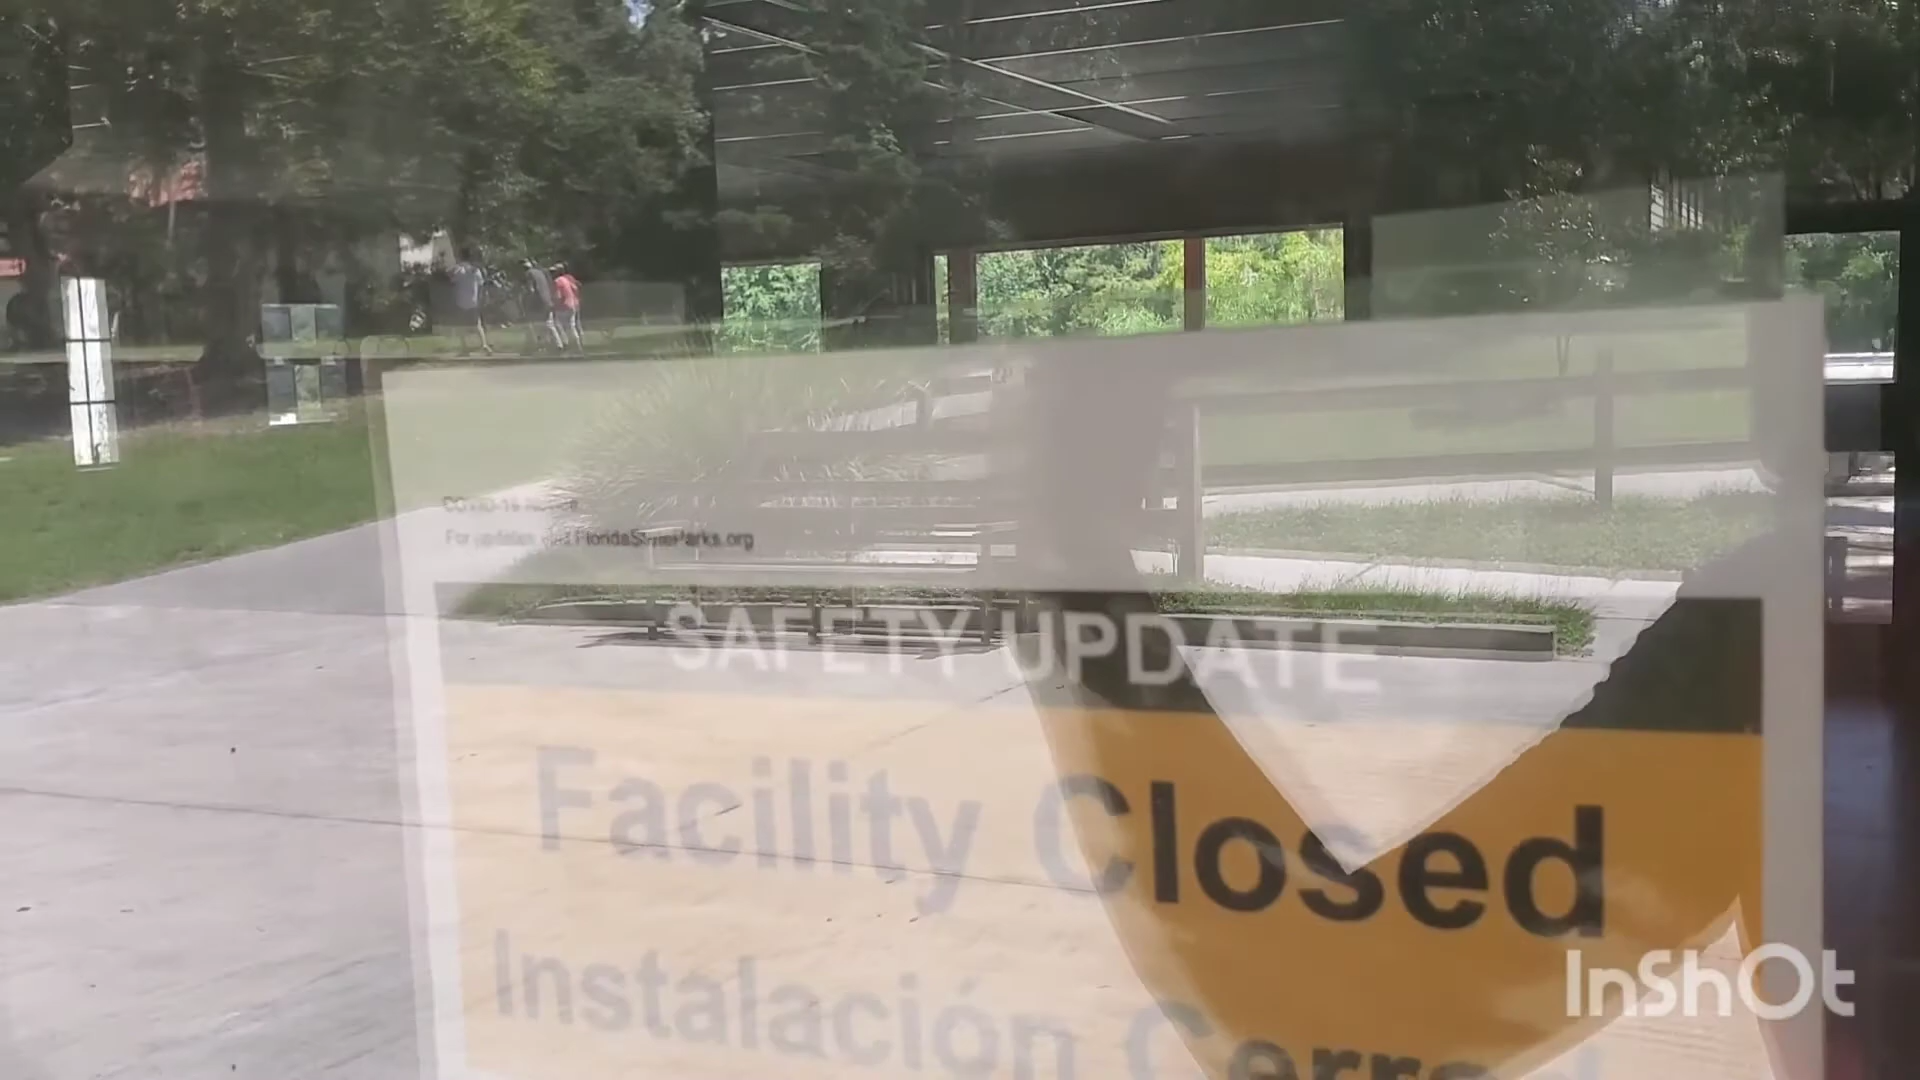 COVID-19 Notice
For updates visit FloridaStateParks.org
SAFETY UPDATE
Facility Closed
Instalación
InShOt